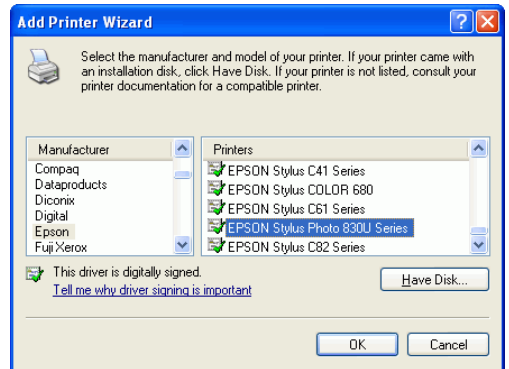 Add Printer Wizard
Select the manufacturer and model of your printer. If your printer came with
an installation disk, click Have Disk. If your printer is not listed, consult your
printer documentation for a compatible printer.
Manufacturer
Compaq
Dataproducts
Diconix
Digital
Epson
Fuji Xerox
Printers
EPSON Stylus C41 Series
EPSON Stylus COLOR 680
EPSON Stylus C61 Series
EPSON Stylus Photo 830U Series
EPSON Stylus C82 Series
This driver is digitally signed.
Tell me why driver signing is important
Have Disk...
OK
Cancel